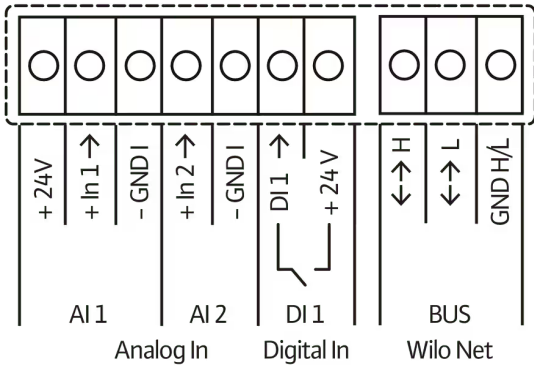 + 24V
+ In 1 →
- GND I
+ In 2 →
- GND I
DI 1 →
+ 24 V
H
L
GND H/L
AI 1
AI 2
DI 1
BUS
Analog In
Digital In
Wilo Net